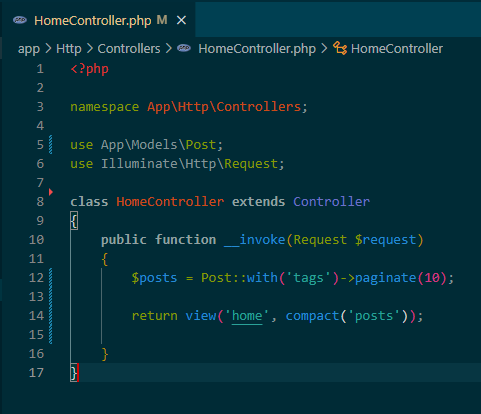 HomeController.php M ×
app > Http > Controllers > HomeController.php > HomeController
1 <?php
2
3 namespace App\Http\Controllers;
4
5 use App\Models\Post;
6 use Illuminate\Http\Request;
7
8 class HomeController extends Controller
9 {
10     public function __invoke(Request $request)
11     {
12         $posts = Post::with('tags')->paginate(10);
13
14         return view('home', compact('posts'));
15
16     }
17 }